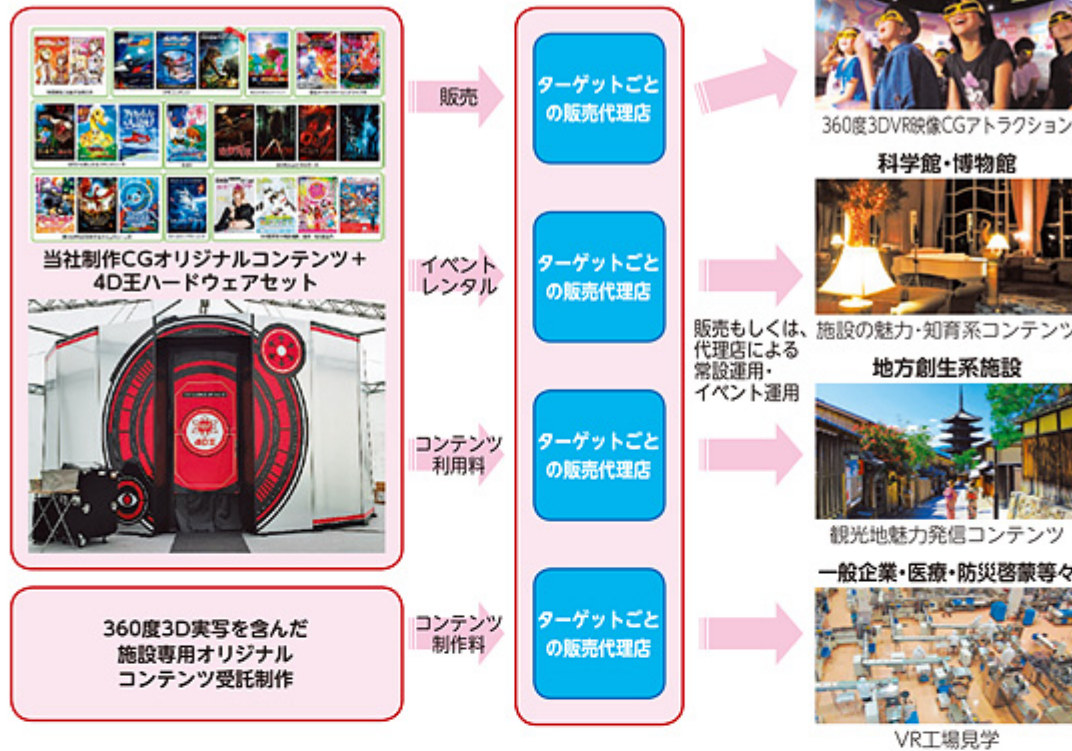 当社制作CGオリジナルコンテンツ＋
4D王ハードウェアセット
4D王
360度3D実写を含んだ
施設専用オリジナル
コンテンツ受託制作
販売
イベント
レンタル
コンテンツ
利用料
コンテンツ
制作料
ターゲットごと
の販売代理店
ターゲットごと
の販売代理店
ターゲットごと
の販売代理店
ターゲットごと
の販売代理店
販売もしくは、
代理店による
常設運用・
イベント運用
360度3DVR映像CGアトラクション
科学館・博物館
施設の魅力・知育系コンテンツ
地方創生系施設
観光地魅力発信コンテンツ
一般企業・医療・防災啓蒙等々
VR工場見学